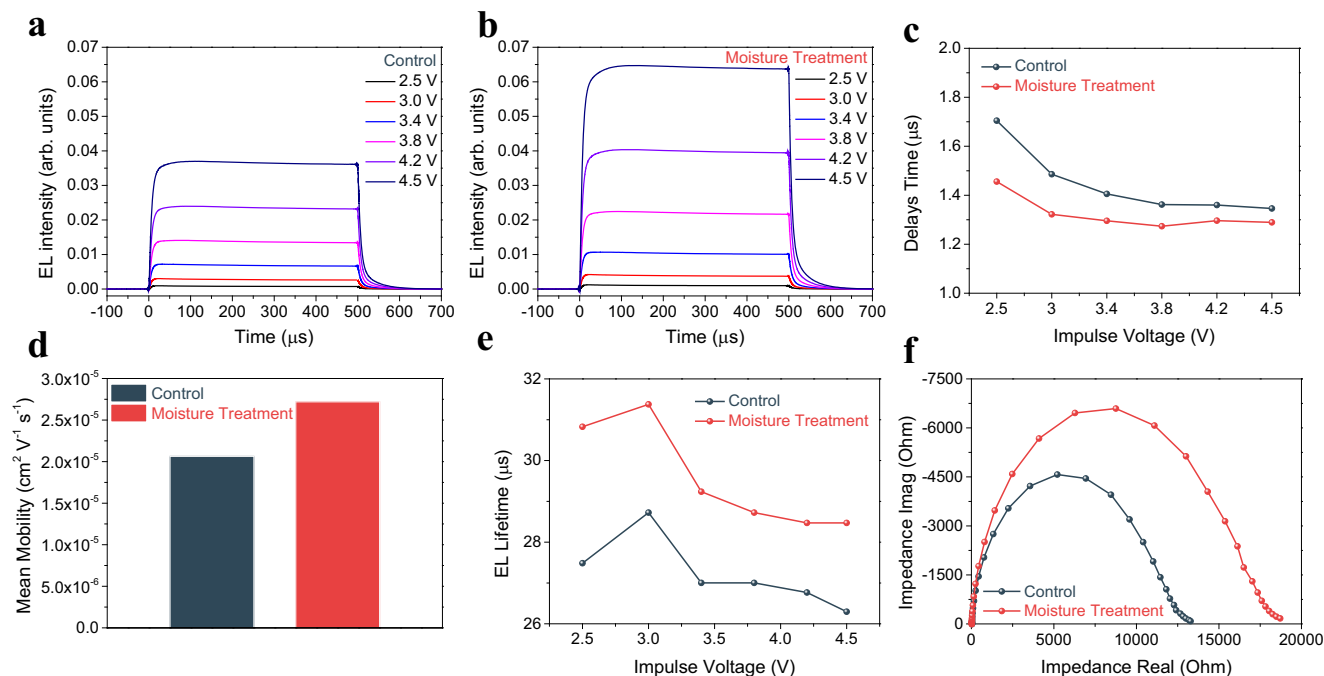 a
EL intensity (arb. units)
0.07
0.06
0.05
0.04
0.03
0.02
0.01
0.00
-100 0 100 200 300 400 500 600 700
Time (μs)
Control
2.5 V
3.0 V
3.4 V
3.8 V
4.2 V
4.5 V
b
EL intensity (arb. units)
0.07
0.06
0.05
0.04
0.03
0.02
0.01
0.00
-100 0 100 200 300 400 500 600 700
Time (μs)
Moisture Treatment
2.5 V
3.0 V
3.4 V
3.8 V
4.2 V
4.5 V
c
Delays Time (μs)
2.0
1.8
1.6
1.4
1.2
1.0
2.5 3 3.4 3.8 4.2 4.5
Impulse Voltage (V)
Control
Moisture Treatment
d
Mean Mobility (cm² V⁻¹ s⁻¹)
3.0x10⁻⁵
2.5x10⁻⁵
2.0x10⁻⁵
1.5x10⁻⁵
1.0x10⁻⁵
5.0x10⁻⁶
0.0
Control
Moisture Treatment
e
EL Lifetime (μs)
32
30
28
26
2.5 3.0 3.5 4.0 4.5
Impulse Voltage (V)
Control
Moisture Treatment
f
Impedance Imag (Ohm)
-7500
-6000
-4500
-3000
-1500
0
0 5000 10000 15000 20000
Impedance Real (Ohm)
Control
Moisture Treatment